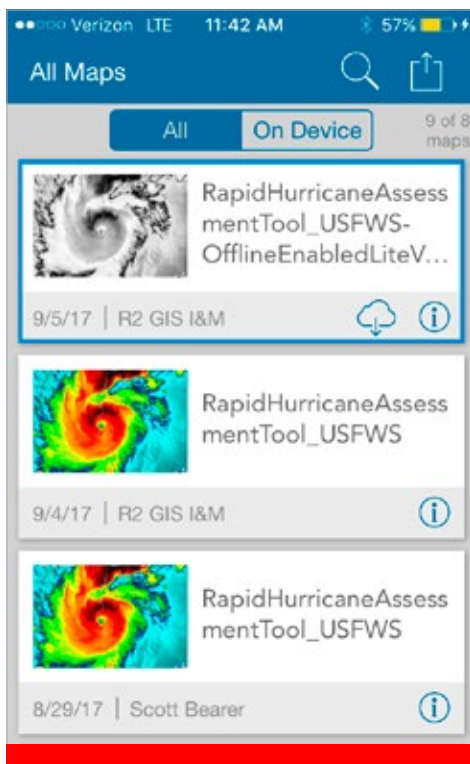 Verizon LTE 11:42 AM 57%
All Maps
All On Device 9 of 8
maps
RapidHurricaneAssess
mentTool_USFWS-
OfflineEnabledLiteV...
9/5/17 | R2 GIS I&M
RapidHurricaneAssess
mentTool_USFWS
9/4/17 | R2 GIS I&M
RapidHurricaneAssess
mentTool_USFWS
8/29/17 | Scott Bearer